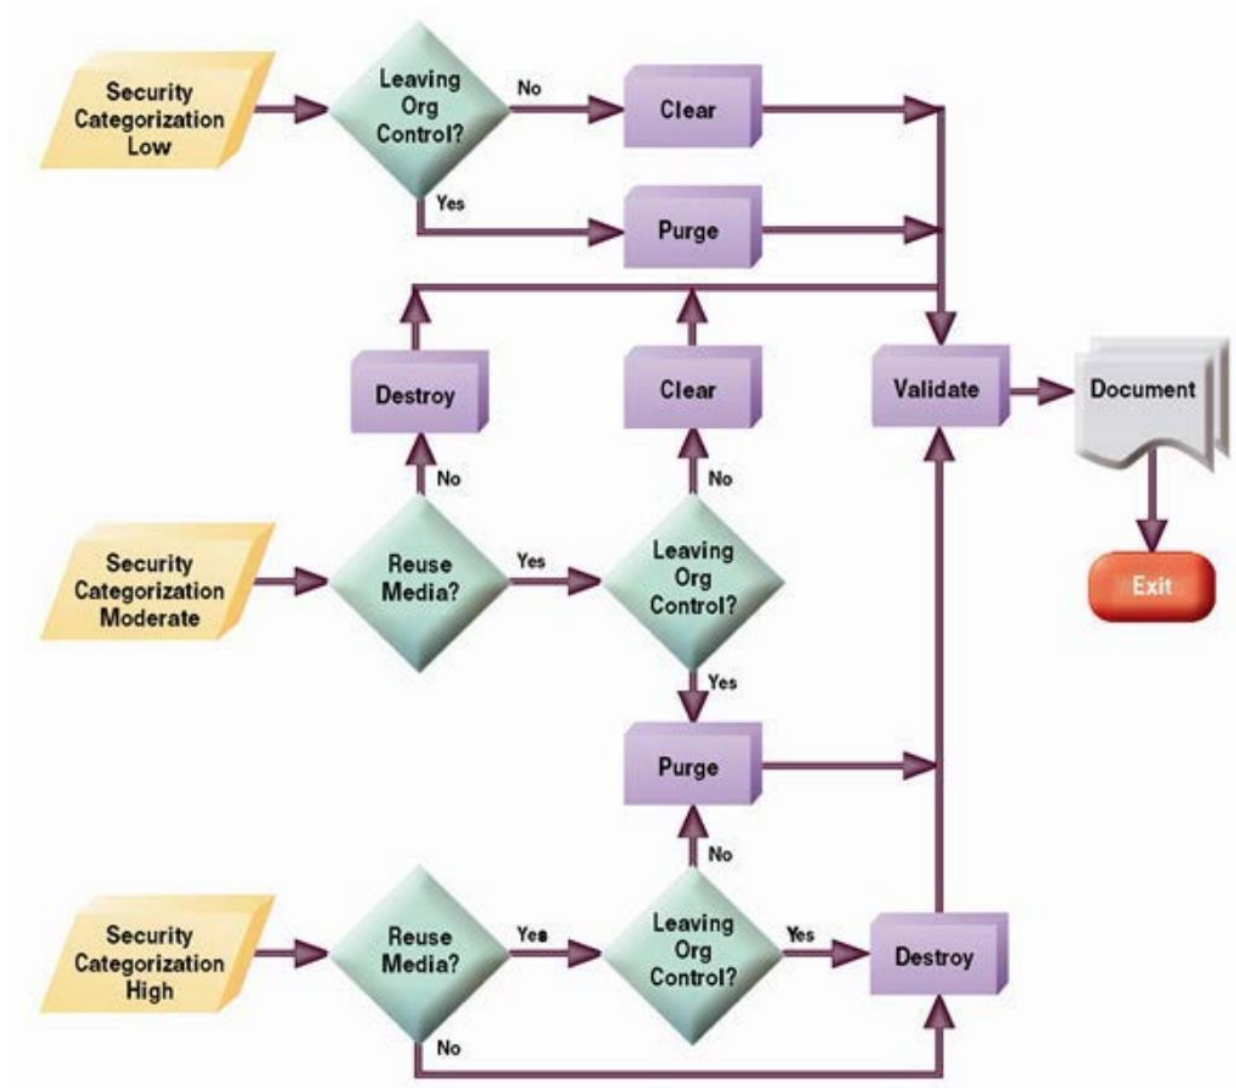 Security
Categorization
Low
Leaving
Org
Control?
No
Clear
Yes
Purge
Destroy
Clear
Validate
Document
No
No
Security
Categorization
Moderate
Reuse
Media?
Yes
Leaving
Org
Control?
Exit
Yes
Purge
No
Security
Categorization
High
Reuse
Media?
Yes
Leaving
Org
Control?
Yes
Destroy
No